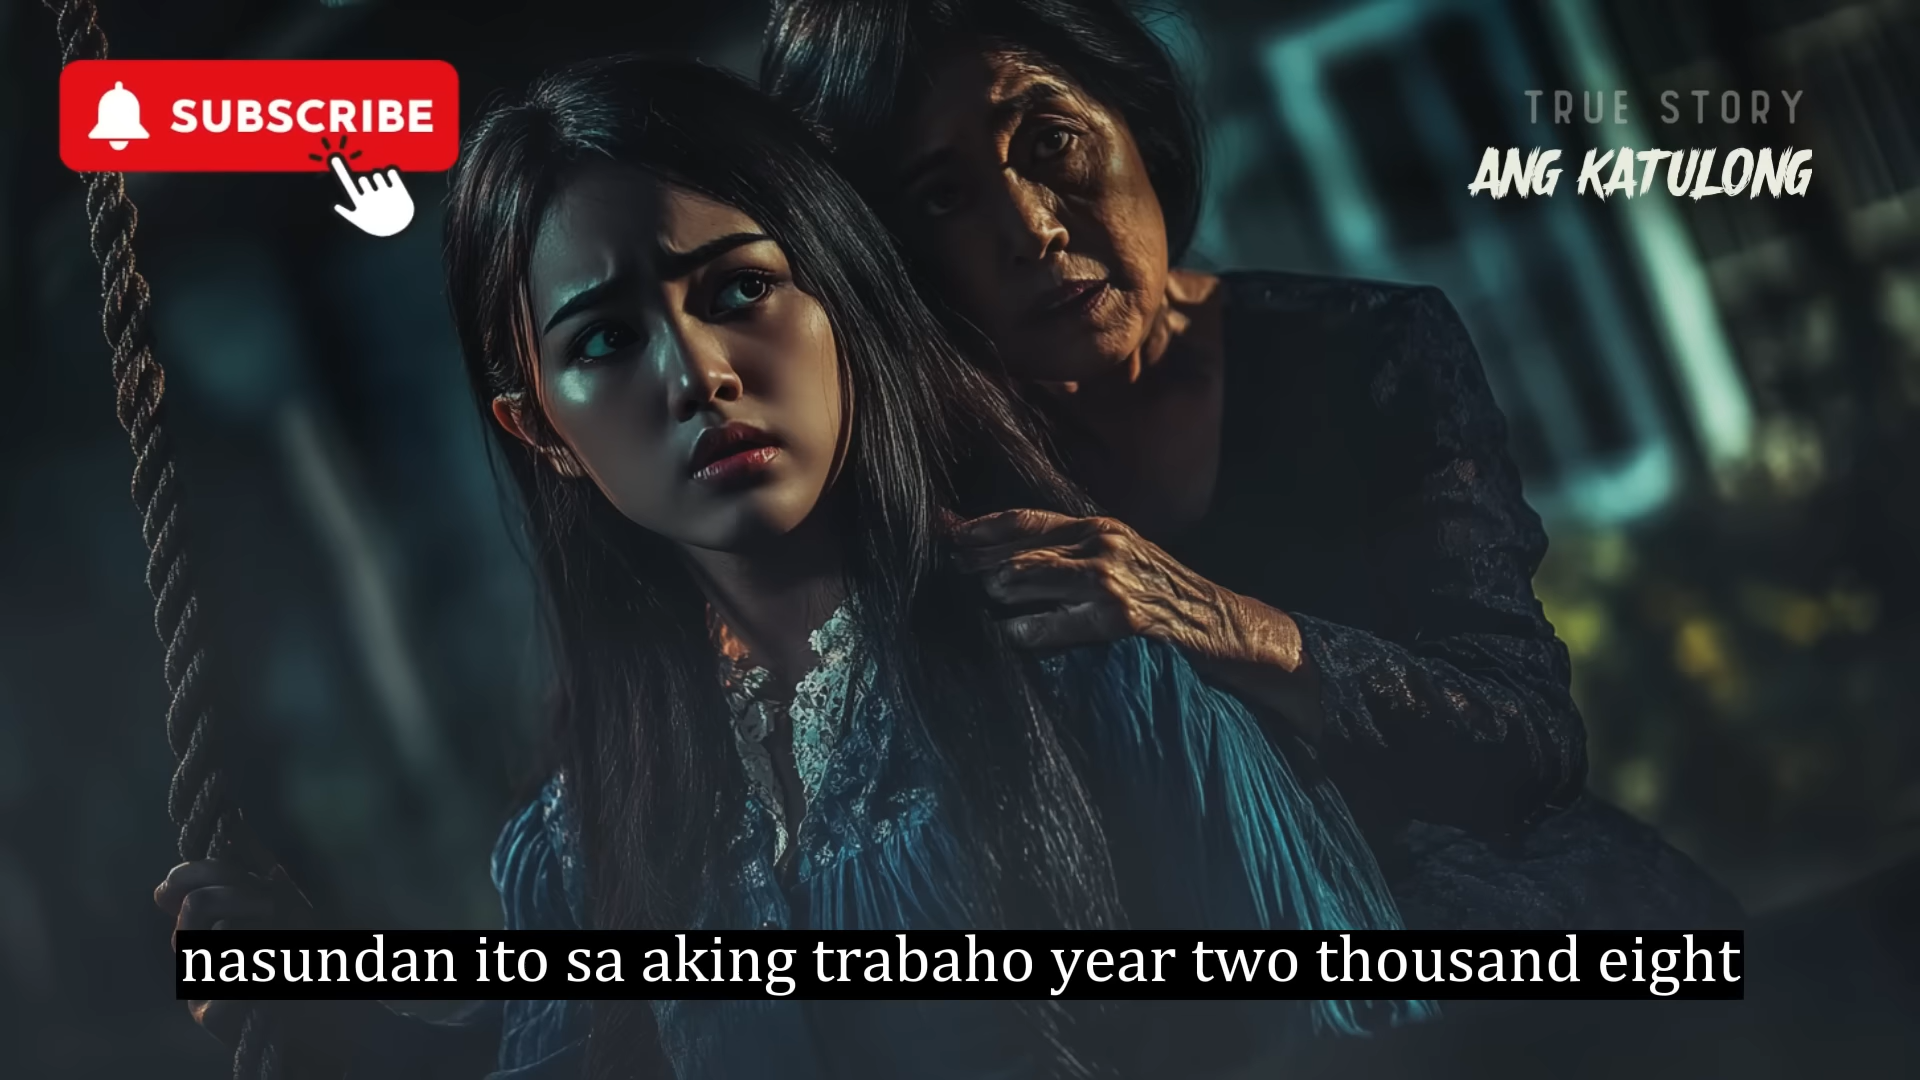 SUBSCRIBE
TRUE STORY
ANG KATULONG
nasundan ito sa aking trabaho year two thousand eight